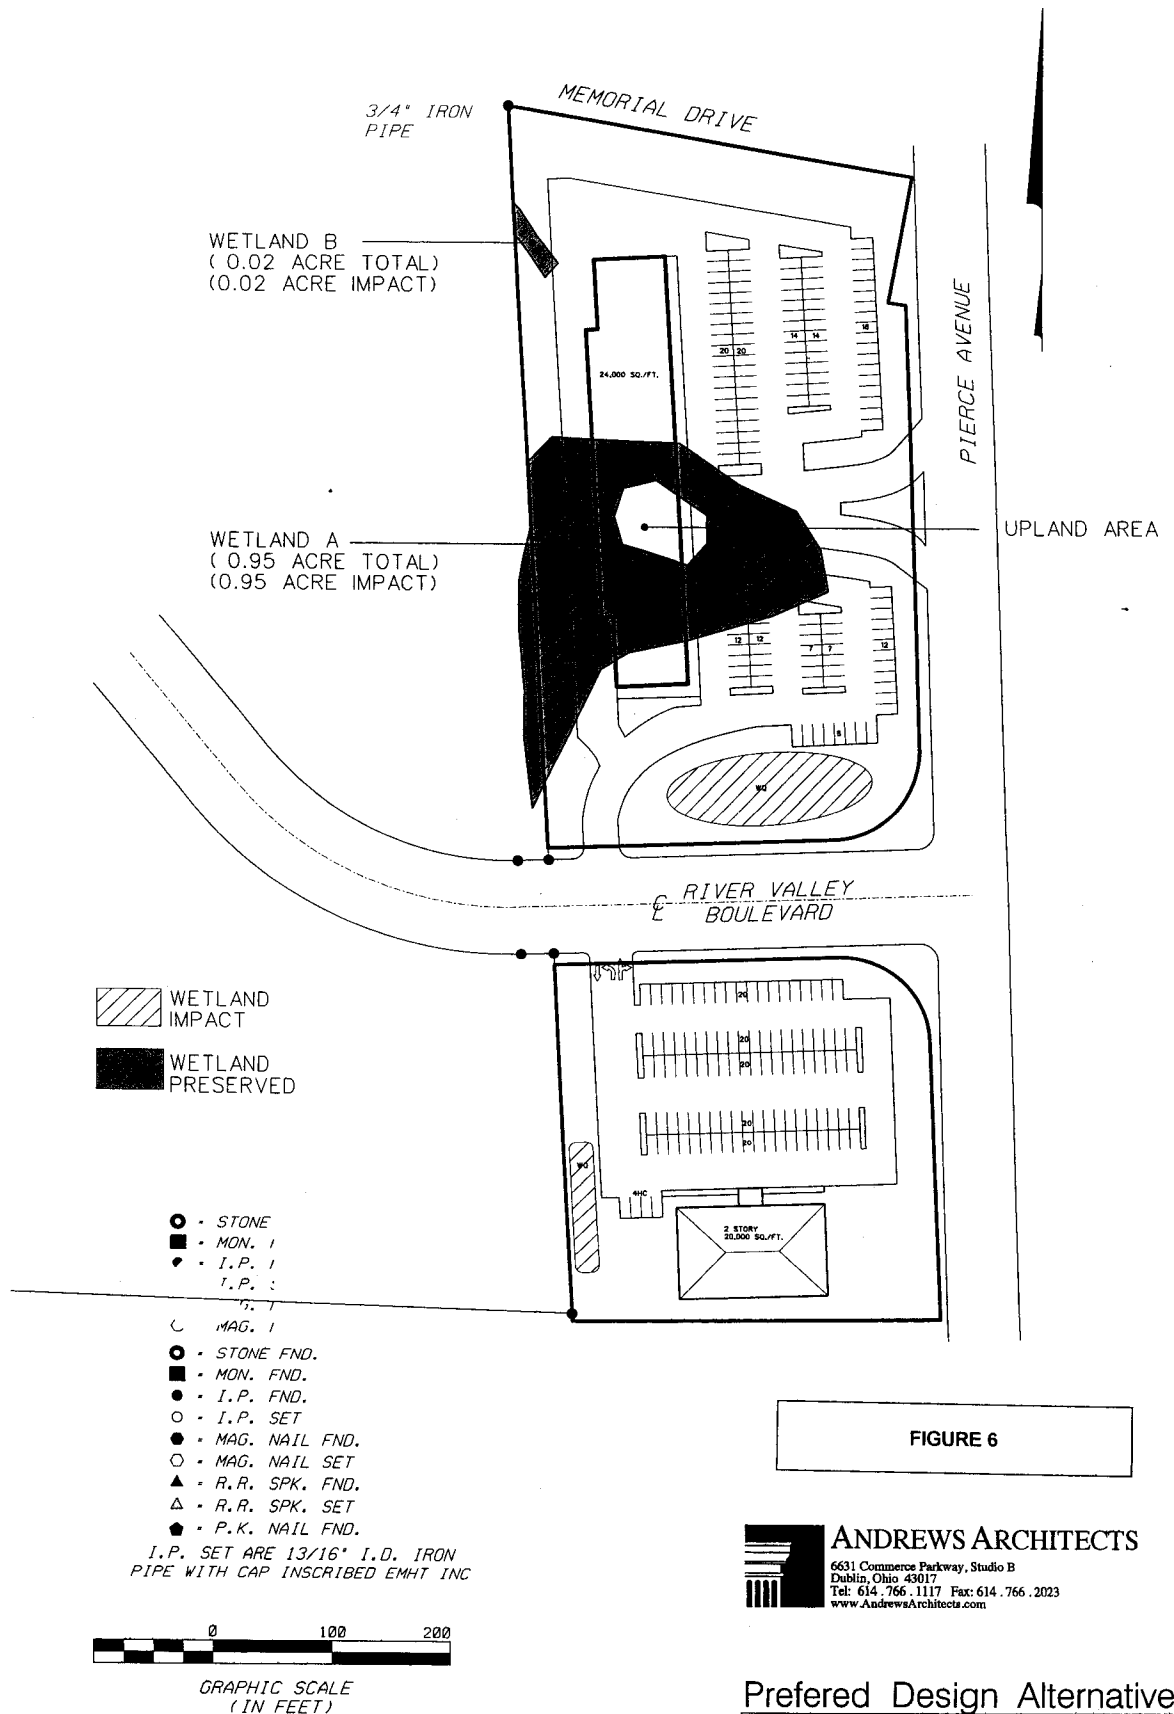 MEMORIAL DRIVE
3/4" IRON
PIPE
WETLAND B
( 0.02 ACRE TOTAL)
(0.02 ACRE IMPACT)
PIERCE AVENUE
20 20
14 14
24,000 SQ./FT.
WETLAND A
( 0.95 ACRE TOTAL)
(0.95 ACRE IMPACT)
UPLAND AREA
12 12
7 7
12
WQ
RIVER VALLEY
BOULEVARD
WETLAND
IMPACT
WETLAND
PRESERVED
20
20
20
20
20
WQ
4HC
2 STORY
20,000 SQ./FT.
- STONE
- MON.
- I.P.
I.P.
MAG.
- STONE FND.
- MON. FND.
- I.P. FND.
- I.P. SET
- MAG. NAIL FND.
- MAG. NAIL SET
- R.R. SPK. FND.
- R.R. SPK. SET
- P.K. NAIL FND.
I.P. SET ARE 13/16" I.D. IRON
PIPE WITH CAP INSCRIBED EMHT INC
FIGURE 6
ANDREWS ARCHITECTS
6631 Commerce Parkway, Studio B
Dublin, Ohio 43017
Tel: 614 . 766 . 1117 Fax: 614 . 766 . 2023
www.AndrewsArchitects.com
0 100 200
GRAPHIC SCALE
(IN FEET)
Prefered Design Alternative